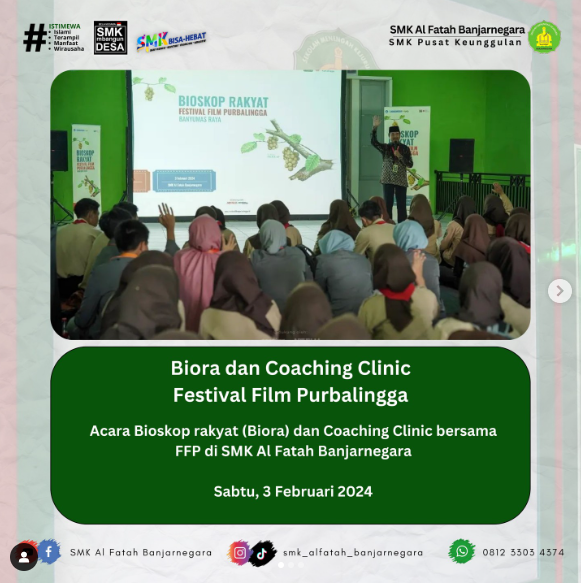 # ISTIMEWA
• Islami
• Terampil
• Manfaat
• Wirausaha
SMK
mbangun
DESA
SMK BISA-HEBAT
SMK Al Fatah Banjarnegara
SMK Pusat Keunggulan
BIOSKOP RAKYAT
FESTIVAL FILM PURBALINGGA
BANYUMAS RAYA
BIOSKOP
RAKYAT
Biora dan Coaching Clinic
Festival Film Purbalingga
Acara Bioskop rakyat (Biora) dan Coaching Clinic bersama
FFP di SMK Al Fatah Banjarnegara
Sabtu, 3 Februari 2024
SMK Al Fatah Banjarnegara
smk_alfatah_banjarnegara
0812 3303 4374